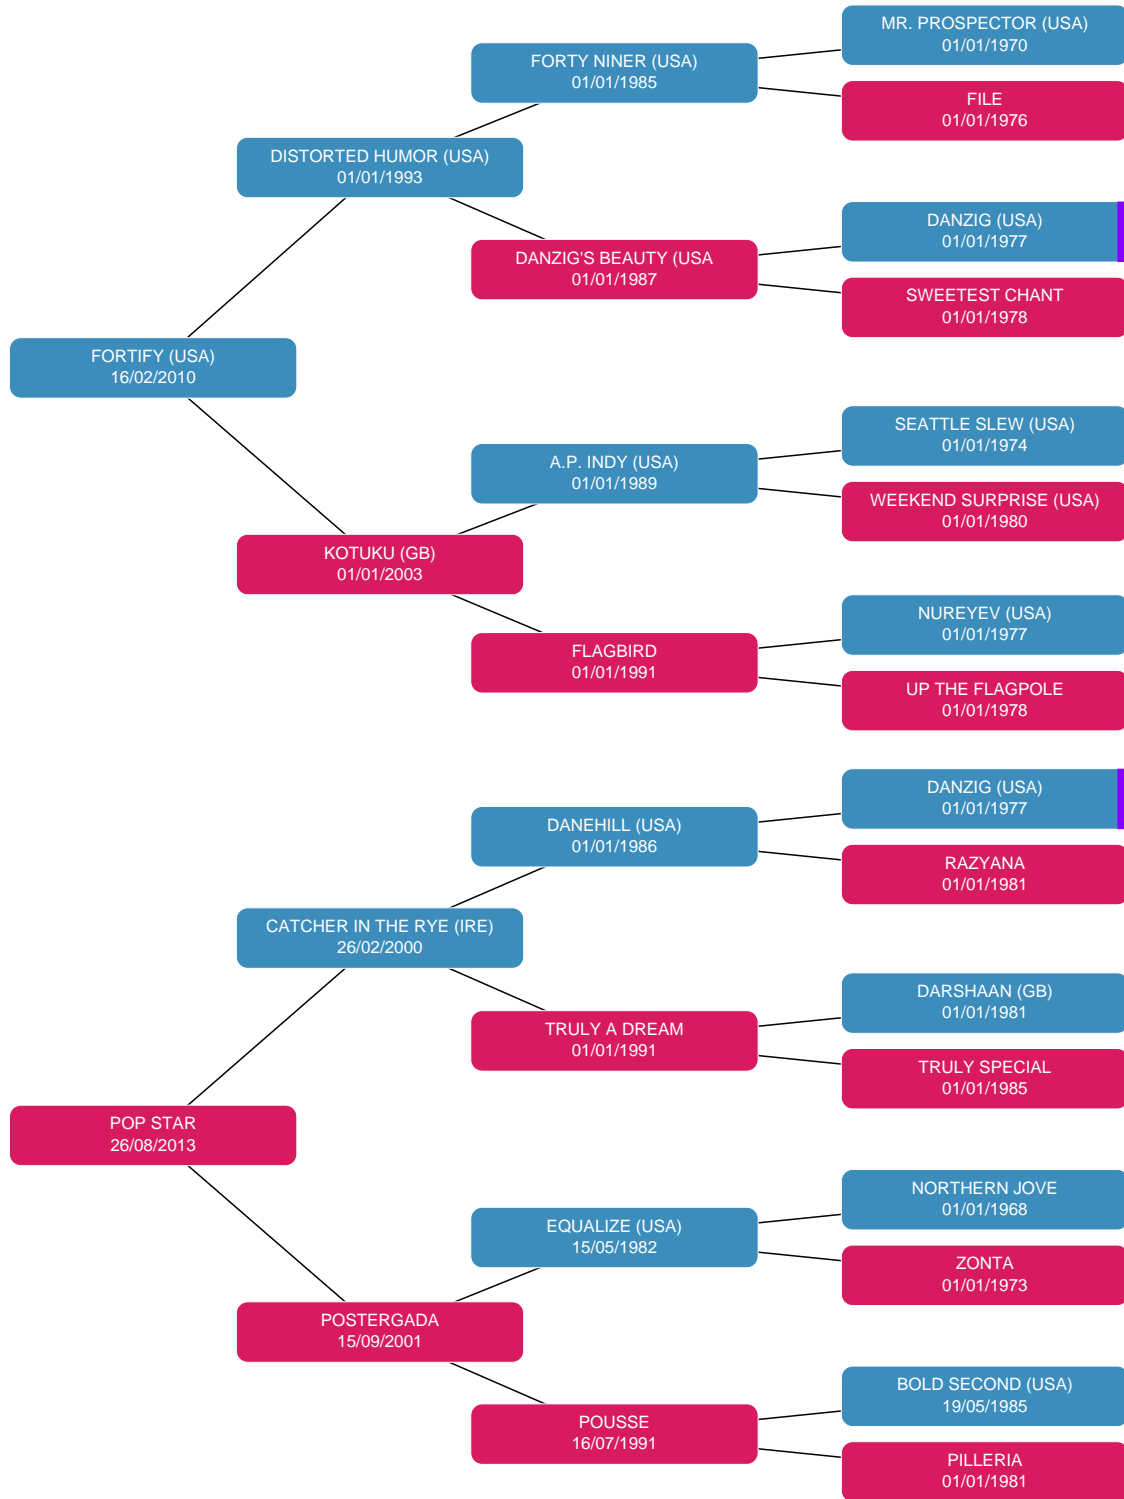 MR. PROSPECTOR (USA)
01/01/1970
FORTY NINER (USA)
01/01/1985
FILE
01/01/1976
DISTORTED HUMOR (USA)
01/01/1993
DANZIG (USA)
01/01/1977
DANZIG'S BEAUTY (USA
01/01/1987
SWEETEST CHANT
01/01/1978
FORTIFY (USA)
16/02/2010
SEATTLE SLEW (USA)
01/01/1974
A.P. INDY (USA)
01/01/1989
WEEKEND SURPRISE (USA)
01/01/1980
KOTUKU (GB)
01/01/2003
NUREYEV (USA)
01/01/1977
FLAGBIRD
01/01/1991
UP THE FLAGPOLE
01/01/1978
DANZIG (USA)
01/01/1977
DANEHILL (USA)
01/01/1986
RAZYANA
01/01/1981
CATCHER IN THE RYE (IRE)
26/02/2000
DARSHAAN (GB)
01/01/1981
TRULY A DREAM
01/01/1991
TRULY SPECIAL
01/01/1985
POP STAR
26/08/2013
NORTHERN JOVE
01/01/1968
EQUALIZE (USA)
15/05/1982
ZONTA
01/01/1973
POSTERGADA
15/09/2001
BOLD SECOND (USA)
19/05/1985
POUSSE
16/07/1991
PILLERIA
01/01/1981